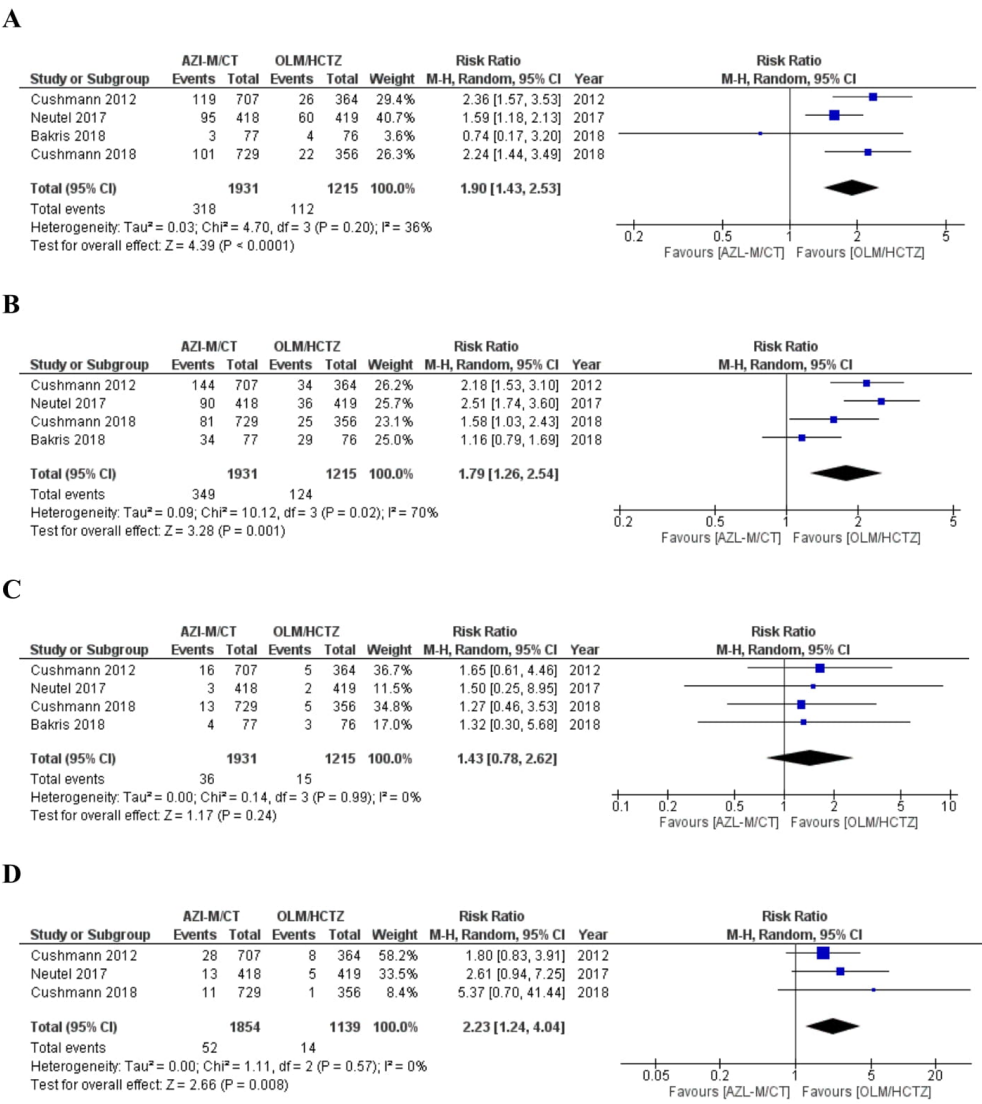 A
AZI-M/CT OLM/HCTZ Risk Ratio Risk Ratio
Study or Subgroup Events Total Events Total Weight M-H, Random, 95% CI Year M-H, Random, 95% CI
Cushmann 2012 119 707 26 364 29.4% 2.36 [1.57, 3.53] 2012
Neutel 2017 95 418 60 419 40.7% 1.59 [1.18, 2.13] 2017
Bakris 2018 3 77 4 76 3.6% 0.74 [0.17, 3.20] 2018
Cushmann 2018 101 729 22 356 26.3% 2.24 [1.44, 3.49] 2018
Total (95% CI) 1931 1215 100.0% 1.90 [1.43, 2.53]
Total events 318 112
Heterogeneity: Tau² = 0.03; Chi² = 4.70, df = 3 (P = 0.20); I² = 36%
Test for overall effect: Z = 4.39 (P < 0.0001)
0.2 0.5 1 2 5
Favours [AZL-M/CT] Favours [OLM/HCTZ]
B
AZI-M/CT OLM/HCTZ Risk Ratio Risk Ratio
Study or Subgroup Events Total Events Total Weight M-H, Random, 95% CI Year M-H, Random, 95% CI
Cushmann 2012 144 707 34 364 26.2% 2.18 [1.53, 3.10] 2012
Neutel 2017 90 418 36 419 25.7% 2.51 [1.74, 3.60] 2017
Cushmann 2018 81 729 25 356 23.1% 1.58 [1.03, 2.43] 2018
Bakris 2018 34 77 29 76 25.0% 1.16 [0.79, 1.69] 2018
Total (95% CI) 1931 1215 100.0% 1.79 [1.26, 2.54]
Total events 349 124
Heterogeneity: Tau² = 0.09; Chi² = 10.12, df = 3 (P = 0.02); I² = 70%
Test for overall effect: Z = 3.28 (P = 0.001)
0.2 0.5 1 2 5
Favours [AZL-M/CT] Favours [OLM/HCTZ]
C
AZI-M/CT OLM/HCTZ Risk Ratio Risk Ratio
Study or Subgroup Events Total Events Total Weight M-H, Random, 95% CI Year M-H, Random, 95% CI
Cushmann 2012 16 707 5 364 36.7% 1.65 [0.61, 4.46] 2012
Neutel 2017 3 418 2 419 11.5% 1.50 [0.25, 8.95] 2017
Cushmann 2018 13 729 5 356 34.8% 1.27 [0.46, 3.53] 2018
Bakris 2018 4 77 3 76 17.0% 1.32 [0.30, 5.68] 2018
Total (95% CI) 1931 1215 100.0% 1.43 [0.78, 2.62]
Total events 36 15
Heterogeneity: Tau² = 0.00; Chi² = 0.14, df = 3 (P = 0.99); I² = 0%
Test for overall effect: Z = 1.17 (P = 0.24)
0.1 0.2 0.5 1 2 5 10
Favours [AZL-M/CT] Favours [OLM/HCTZ]
D
AZI-M/CT OLM/HCTZ Risk Ratio Risk Ratio
Study or Subgroup Events Total Events Total Weight M-H, Random, 95% CI Year M-H, Random, 95% CI
Cushmann 2012 28 707 8 364 58.2% 1.80 [0.83, 3.91] 2012
Neutel 2017 13 418 5 419 33.5% 2.61 [0.94, 7.25] 2017
Cushmann 2018 11 729 1 356 8.4% 5.37 [0.70, 41.44] 2018
Total (95% CI) 1854 1139 100.0% 2.23 [1.24, 4.04]
Total events 52 14
Heterogeneity: Tau² = 0.00; Chi² = 1.11, df = 2 (P = 0.57); I² = 0%
Test for overall effect: Z = 2.66 (P = 0.008)
0.05 0.2 1 5 20
Favours [AZL-M/CT] Favours [OLM/HCTZ]